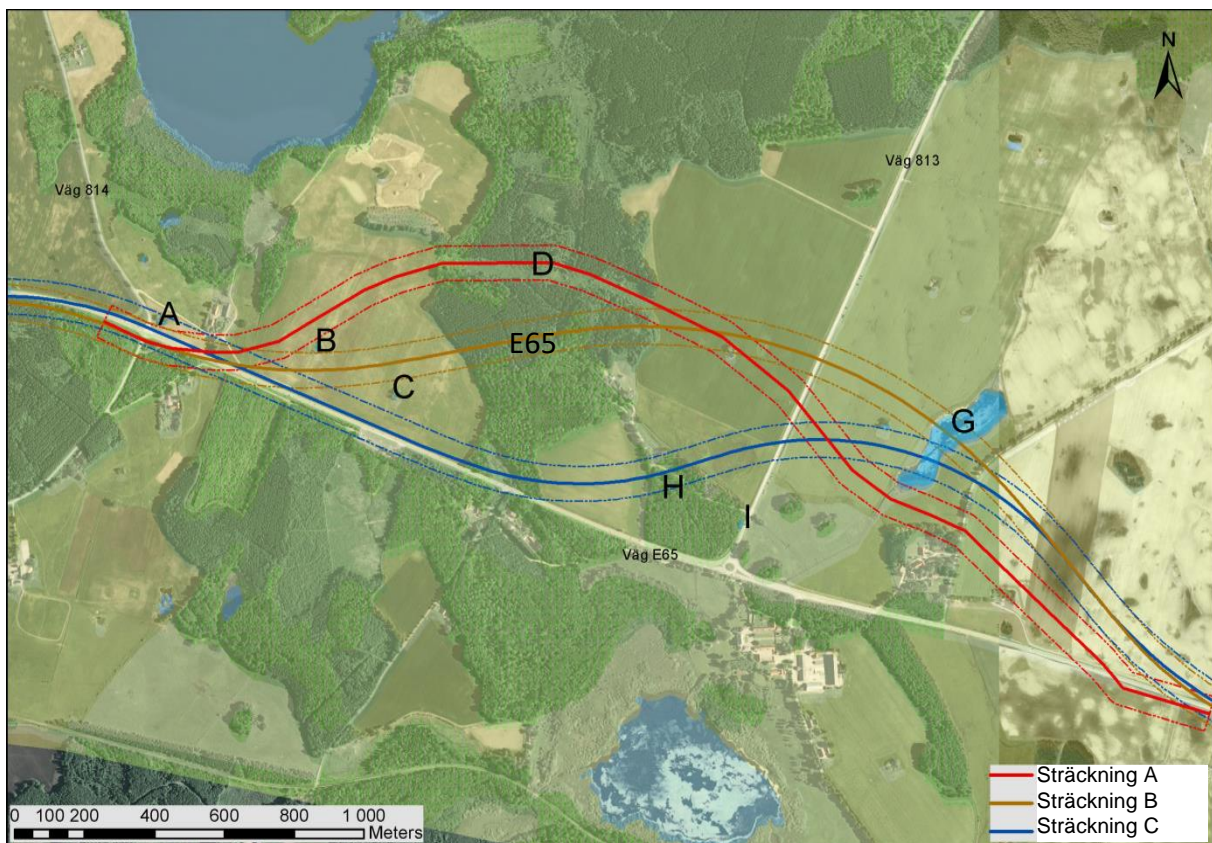 N
Väg 813
Väg 814
D
A
B
E65
C
G
H
I
Väg E65
Sträckning A
Sträckning B
Sträckning C
0 100 200 400 600 800 1 000
Meters